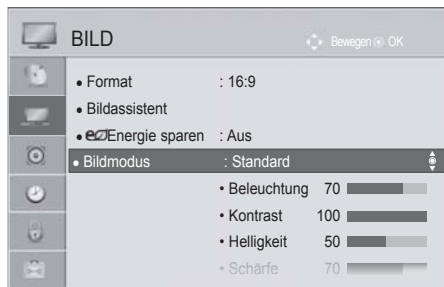 BILD Bewegen OK
• Format : 16:9
• Bildassistent
• Energie sparen : Aus
• Bildmodus : Standard
• Beleuchtung 70
• Kontrast 100
• Helligkeit 50
• Schärfe 70